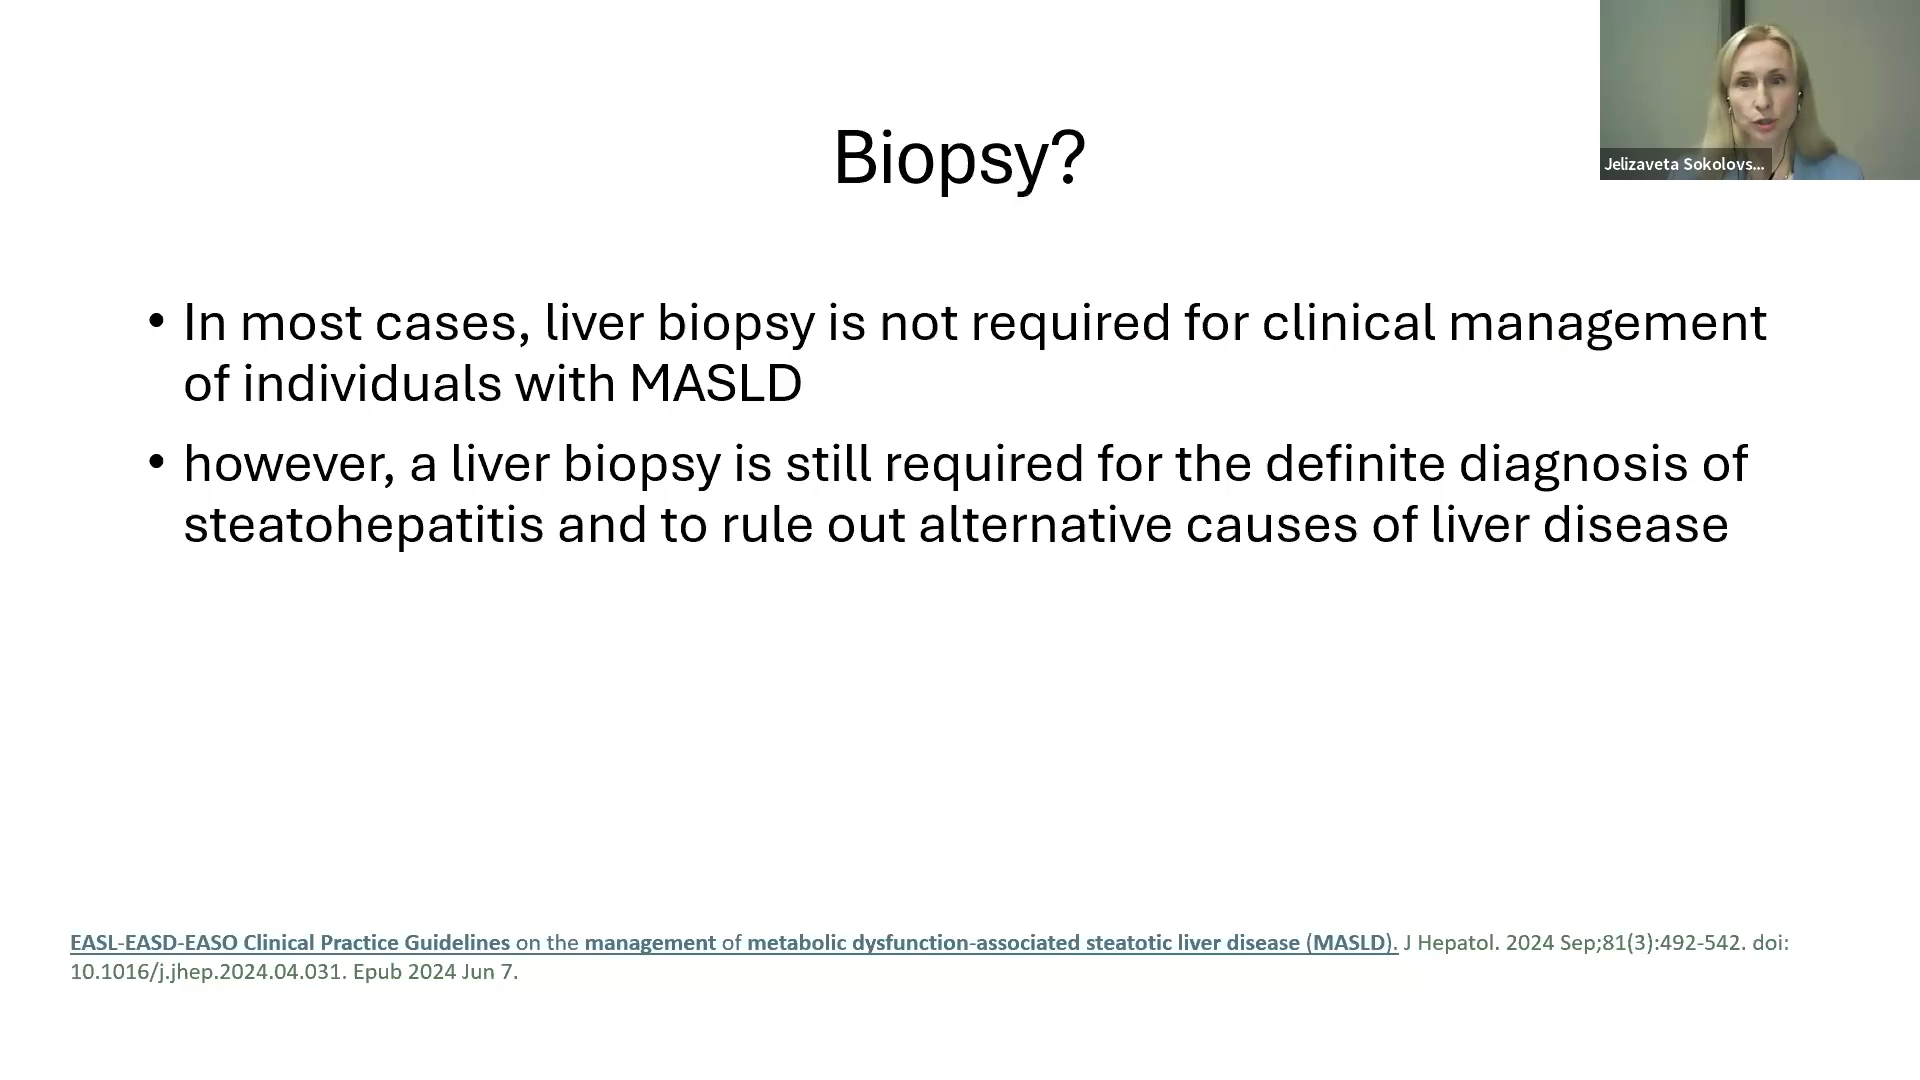 Biopsy?
Jelizaveta Sokolovs...
• In most cases, liver biopsy is not required for clinical management
of individuals with MASLD
• however, a liver biopsy is still required for the definite diagnosis of
steatohepatitis and to rule out alternative causes of liver disease
EASL-EASD-EASO Clinical Practice Guidelines on the management of metabolic dysfunction-associated steatotic liver disease (MASLD). J Hepatol. 2024 Sep;81(3):492-542. doi:
10.1016/j.jhep.2024.04.031. Epub 2024 Jun 7.